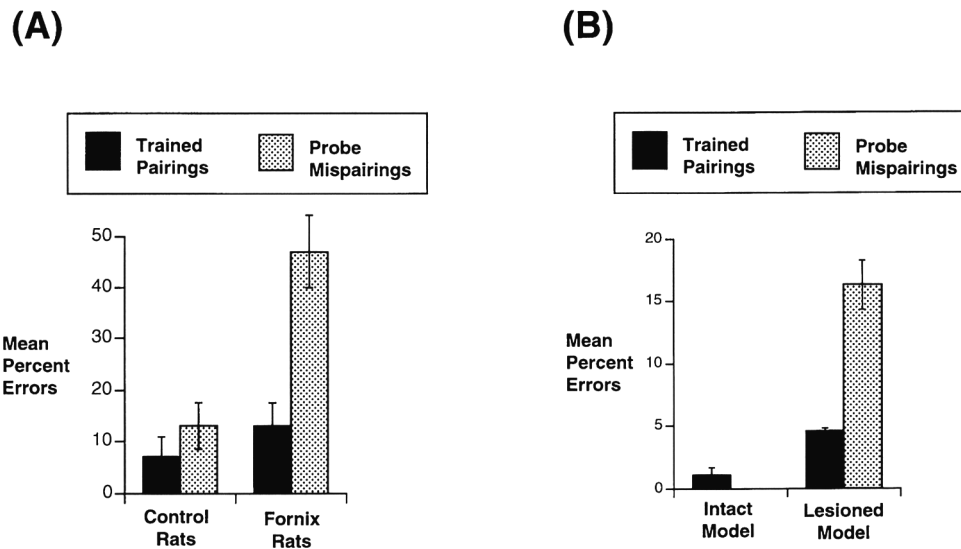 (A)
Trained
Pairings
Probe
Mispairings
50
40
30
20
10
0
Mean
Percent
Errors
Control
Rats
Fornix
Rats
(B)
Trained
Pairings
Probe
Mispairings
20
15
10
5
0
Mean
Percent
Errors
Intact
Model
Lesioned
Model